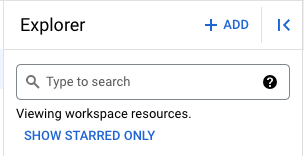 Explorer + ADD
Type to search
Viewing workspace resources.
SHOW STARRED ONLY